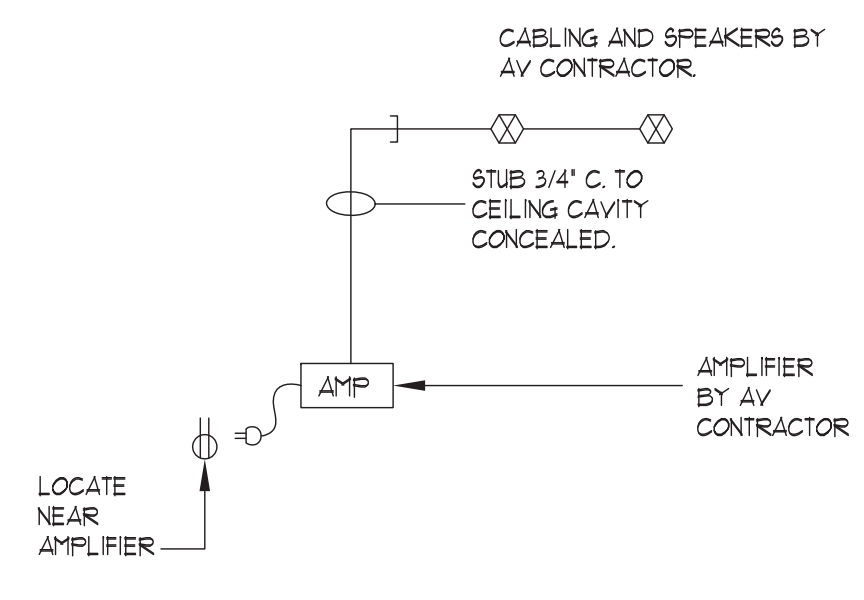 CABLING AND SPEAKERS BY
AV CONTRACTOR.
STUB 3/4" C. TO
CEILING CAVITY
CONCEALED.
AMP
AMPLIFIER
BY AV
CONTRACTOR
LOCATE
NEAR
AMPLIFIER